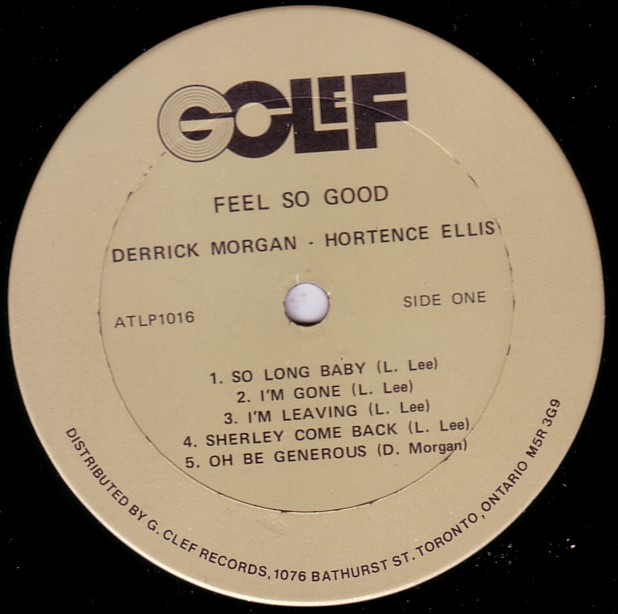 GCLEF
FEEL SO GOOD
DERRICK MORGAN - HORTENCE ELLIS
ATLP1016
SIDE ONE
1. SO LONG BABY (L. Lee)
2. I'M GONE (L. Lee)
3. I'M LEAVING (L. Lee)
4. SHERLEY COME BACK (L. Lee)
5. OH BE GENEROUS (D. Morgan)
DISTRIBUTED BY G. CLEF RECORDS, 1076 BATHURST ST. TORONTO, ONTARIO M5R 3G9